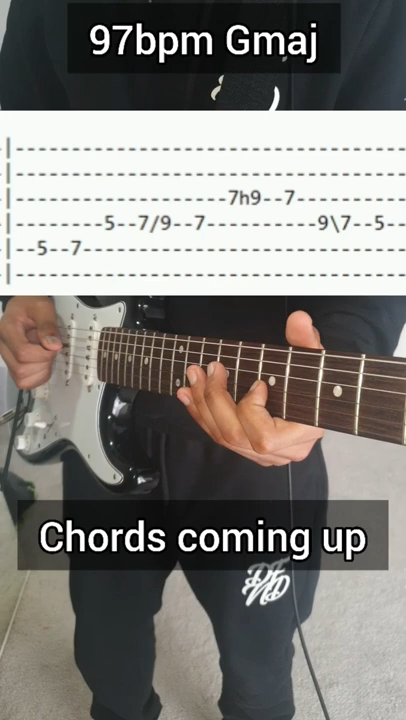 97bpm Gmaj
-|-----------------------------------
-|-----------------------------------
-|-------------------7h9--7----------
-|--------5--7/9--7----------9\7--5--
-|--5--7-----------------------------
-|-----------------------------------
Chords coming up